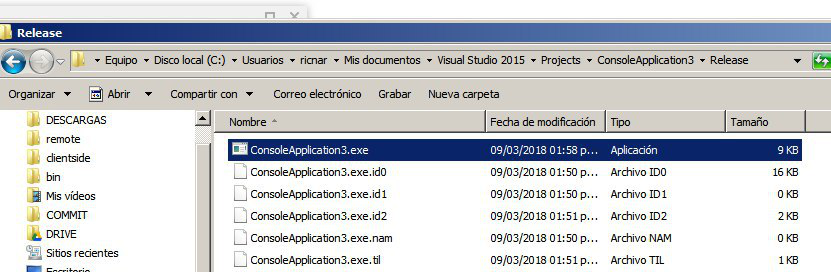 Release
Equipo Disco local (C:) Usuarios ricnar Mis documentos Visual Studio 2015 Projects ConsoleApplication3 Release
Organizar Abrir Compartir con Correo electrónico Grabar Nueva carpeta
DESCARGAS
remote
clientside
bin
Mis vídeos
COMMIT
DRIVE
Sitios recientes
Escritorio
Nombre Fecha de modificación Tipo Tamaño
ConsoleApplication3.exe 09/03/2018 01:58 p... Aplicación 9 KB
ConsoleApplication3.exe.id0 09/03/2018 01:50 p... Archivo ID0 16 KB
ConsoleApplication3.exe.id1 09/03/2018 01:50 p... Archivo ID1 0 KB
ConsoleApplication3.exe.id2 09/03/2018 01:51 p... Archivo ID2 2 KB
ConsoleApplication3.exe.nam 09/03/2018 01:50 p... Archivo NAM 0 KB
ConsoleApplication3.exe.til 09/03/2018 01:51 p... Archivo TIL 1 KB